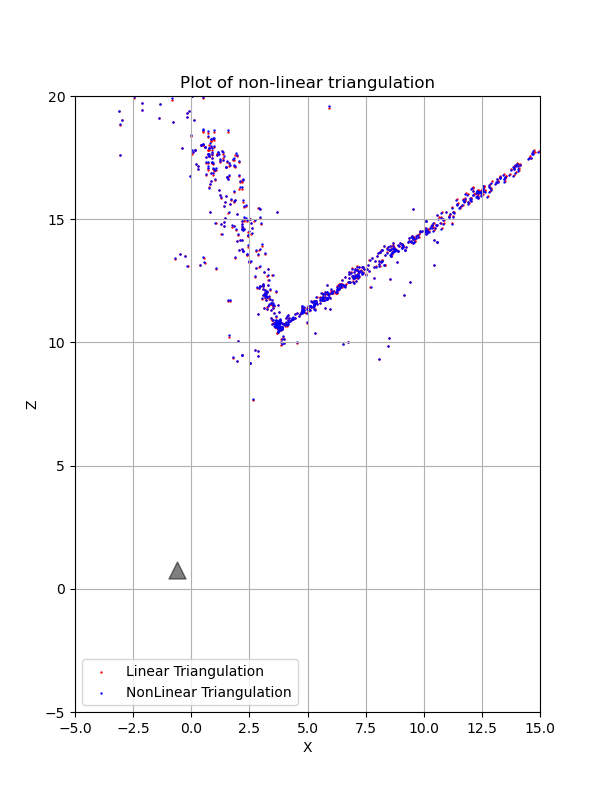 Plot of non-linear triangulation
20
15
10
5
0
−5
Z
−5.0 −2.5 0.0 2.5 5.0 7.5 10.0 12.5 15.0
X
Linear Triangulation
NonLinear Triangulation